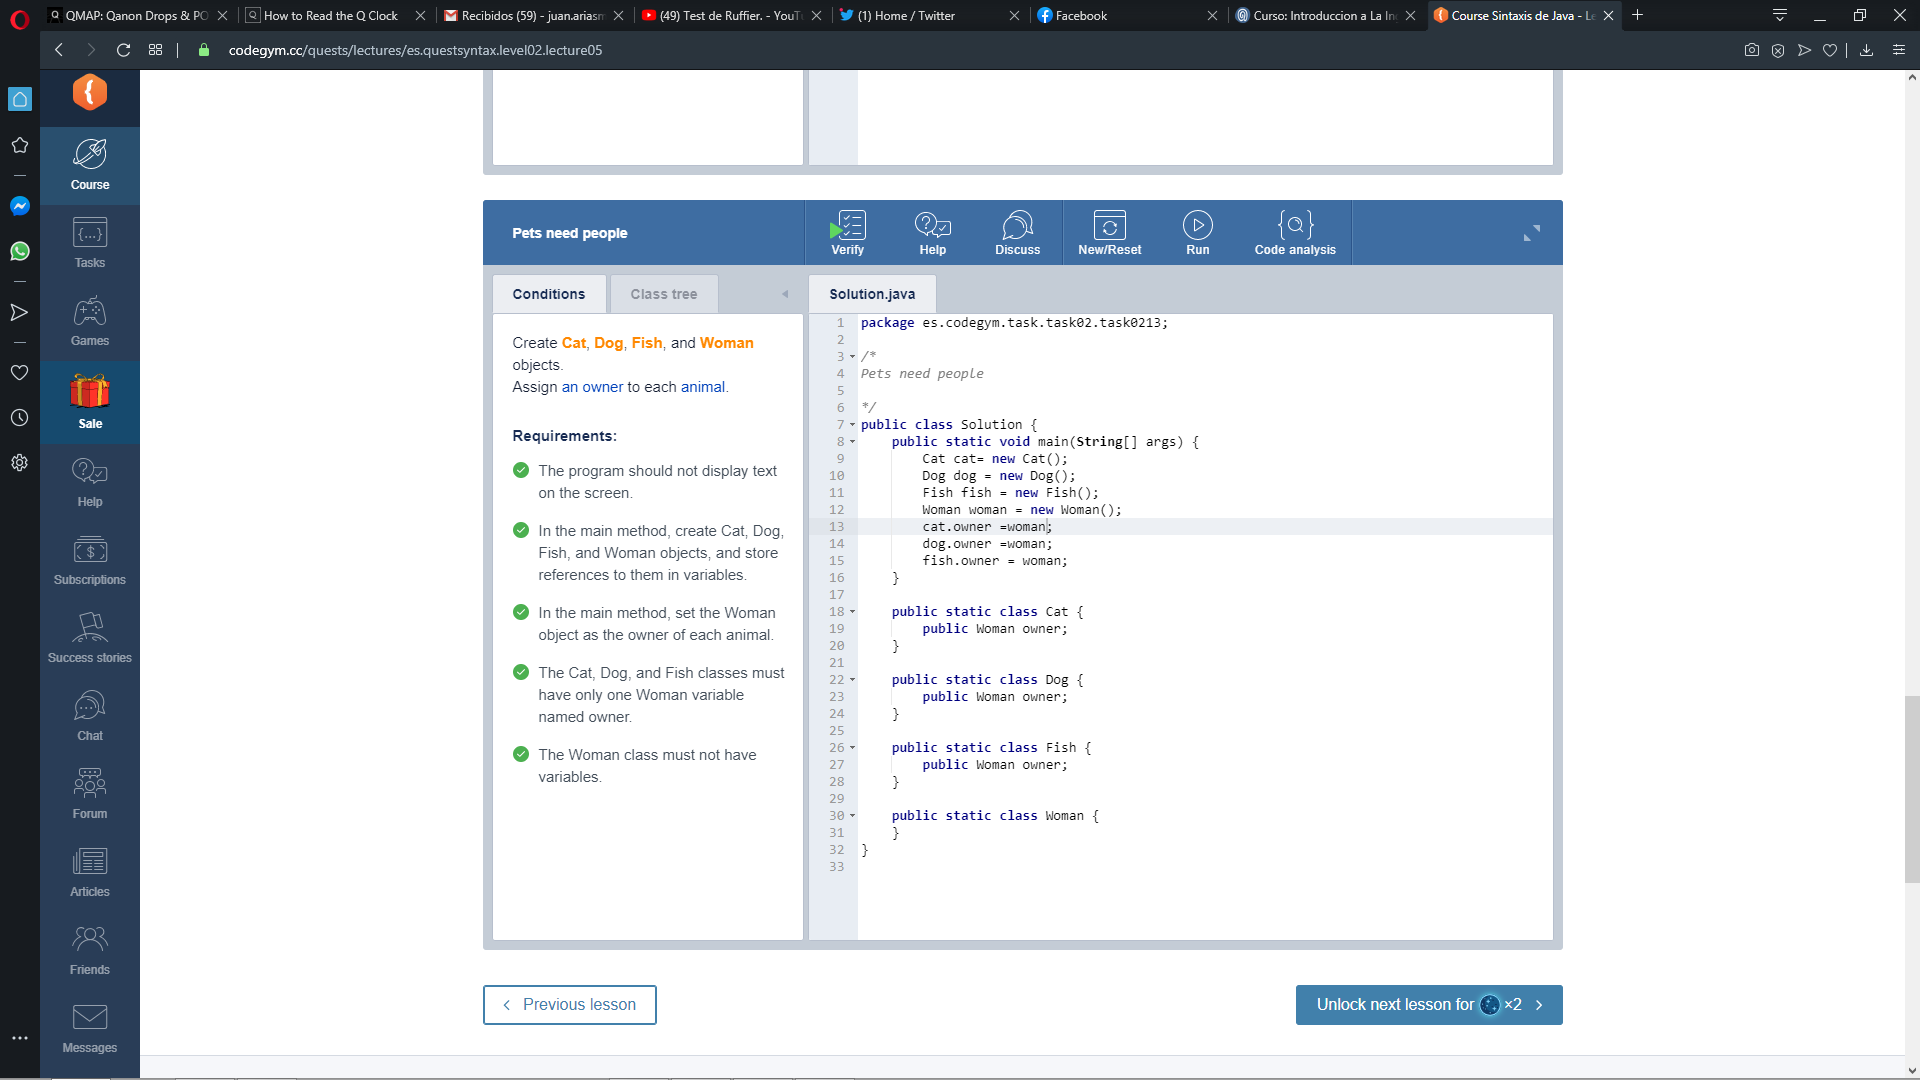 QMAP: Qanon Drops & PO
How to Read the Q Clock
Recibidos (59) - juan.ariasm
(49) Test de Ruffier. - YouT
(1) Home / Twitter
Facebook
Curso: Introduccion a La In
Course Sintaxis de Java - Le
codegym.cc/quests/lectures/es.questsyntax.level02.lecture05
Course
Tasks
Games
Sale
Help
Subscriptions
Success stories
Chat
Forum
Articles
Friends
Messages
Pets need people
Verify
Help
Discuss
New/Reset
Run
Code analysis
Conditions
Class tree
Create Cat, Dog, Fish, and Woman
objects.
Assign an owner to each animal.
Requirements:
The program should not display text
on the screen.
In the main method, create Cat, Dog,
Fish, and Woman objects, and store
references to them in variables.
In the main method, set the Woman
object as the owner of each animal.
The Cat, Dog, and Fish classes must
have only one Woman variable
named owner.
The Woman class must not have
variables.
Solution.java
1 package es.codegym.task.task02.task0213;
2
3 /*
4 Pets need people
5
6 */
7 public class Solution {
8 public static void main(String[] args) {
9 Cat cat= new Cat();
10 Dog dog = new Dog();
11 Fish fish = new Fish();
12 Woman woman = new Woman();
13 cat.owner =woman;
14 dog.owner =woman;
15 fish.owner = woman;
16 }
17
18 public static class Cat {
19 public Woman owner;
20 }
21
22 public static class Dog {
23 public Woman owner;
24 }
25
26 public static class Fish {
27 public Woman owner;
28 }
29
30 public static class Woman {
31 }
32 }
33
Previous lesson
Unlock next lesson for ×2